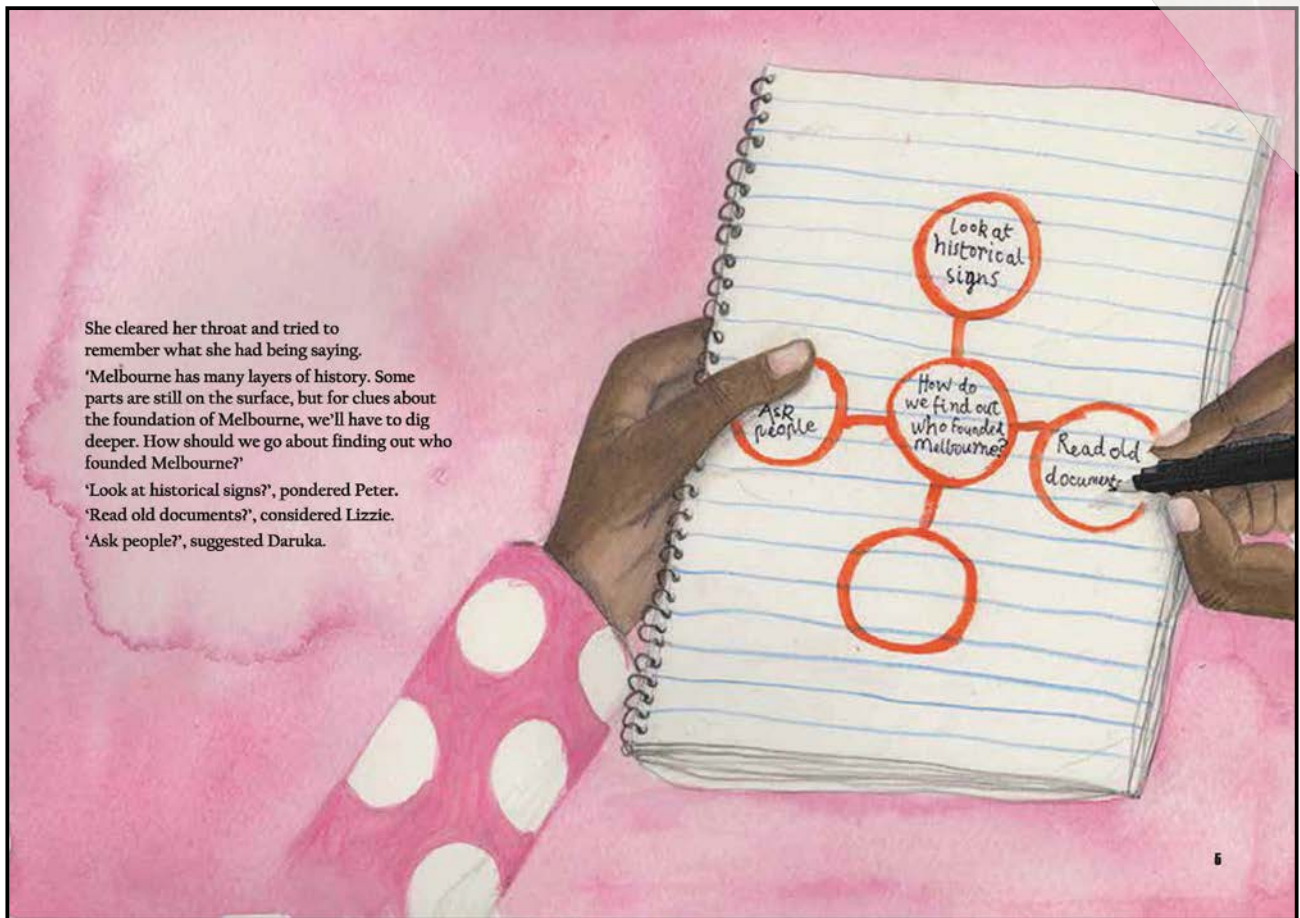 She cleared her throat and tried to
remember what she had being saying.
‘Melbourne has many layers of history. Some
parts are still on the surface, but for clues about
the foundation of Melbourne, we’ll have to dig
deeper. How should we go about finding out who
founded Melbourne?’
‘Look at historical signs?’, pondered Peter.
‘Read old documents?’, considered Lizzie.
‘Ask people?’, suggested Daruka.
Look at
historical
signs
Ask
people
How do
we find out
who founded
Melbourne?
Read old
documents
5